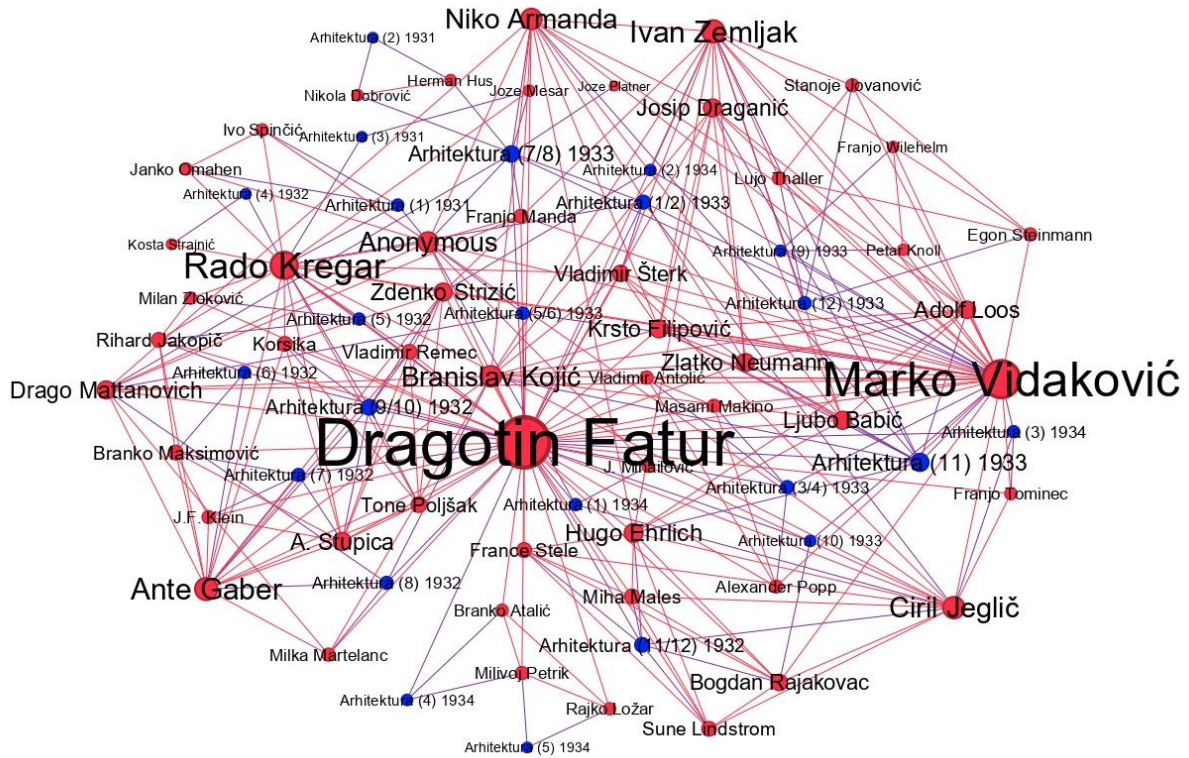 Niko Armanda
Ivan Zemljak
Arhitektura (2) 1931
Herman Hus
Joze Mesar
Joze Platner
Stanoje Jovanović
Nikola Dobrović
Josip Draganić
Ivo Spinčić
Arhitektura (3) 1931
Arhitektura (7/8) 1933
Franjo Wilehelm
Janko Omahen
Arhitektura (2) 1934
Lujo Thaller
Arhitektura (4) 1932
Arhitektura (1) 1931
Franjo Manda
Arhitektura (1/2) 1933
Kosta Strajnić
Anonymous
Arhitektura (9) 1933
Petar Knoll
Egon Steinmann
Rado Kregar
Vladimir Šterk
Milan Zloković
Zdenko Strizić
Arhitektura (12) 1933
Adolf Loos
Arhitektura (5) 1932
Arhitektura (5/6) 1933
Krsto Filipović
Rihard Jakopič
Korsika
Vladimir Remec
Zlatko Neumann
Arhitektura (6) 1932
Branislav Kojić
Vladimir Antolić
Marko Vidaković
Drago Mattanovich
Arhitektura (9/10) 1932
Masami Makino
Ljubo Babić
Dragotin Fatur
Arhitektura (3) 1934
Branko Maksimović
Arhitektura (7) 1932
J. Mihailović
Arhitektura (11) 1933
Arhitektura (3/4) 1933
Franjo Tominec
Tone Poljšak
Arhitektura (1) 1934
J.F. Klein
A. Stupica
Hugo Ehrlich
Arhitektura (10) 1933
France Stele
Ante Gaber
Arhitektura (8) 1932
Alexander Popp
Branko Atalić
Miha Males
Ciril Jeglič
Milka Martelanc
Arhitektura (11/12) 1932
Milivoj Petrik
Bogdan Rajakovac
Arhitektura (4) 1934
Rajko Ložar
Sune Lindstrom
Arhitektura (5) 1934